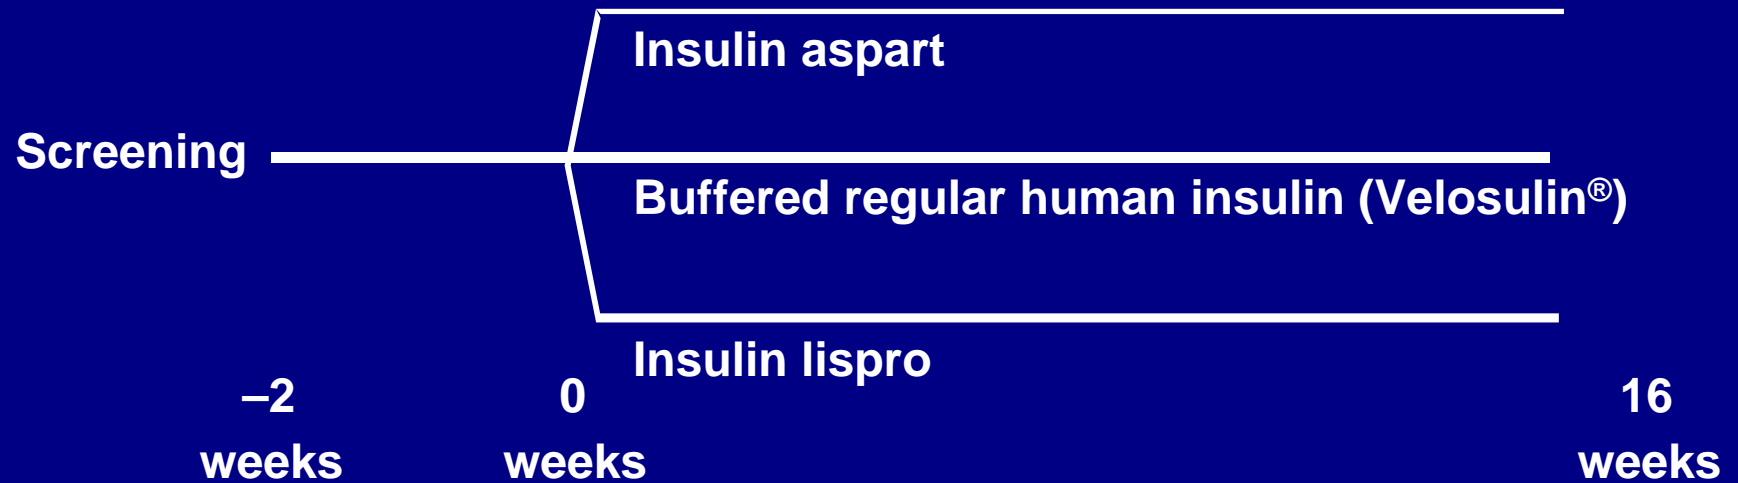 Insulin aspart
Screening
Buffered regular human insulin (Velosulin®)
Insulin lispro
–2 0 16
weeks weeks weeks